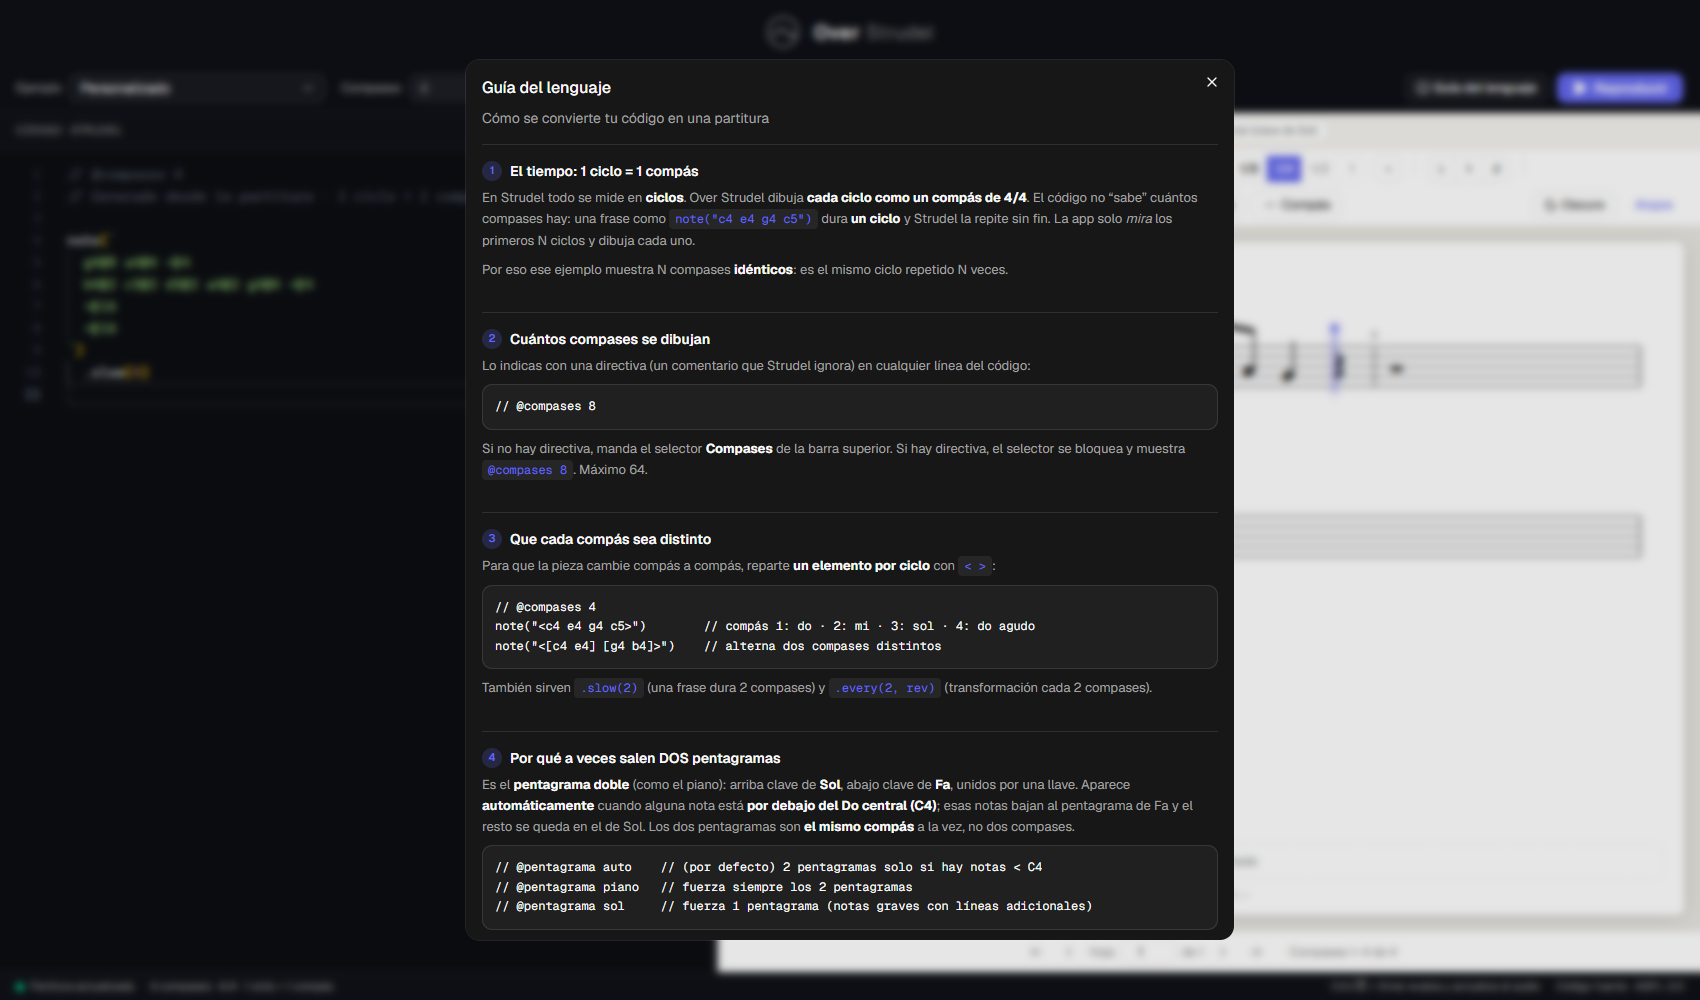 Over Strudel
Guía del lenguaje
Cómo se convierte tu código en una partitura
1 El tiempo: 1 ciclo = 1 compás
En Strudel todo se mide en ciclos. Over Strudel dibuja cada ciclo como un compás de 4/4. El código no “sabe” cuántos
compases hay: una frase como note("c4 e4 g4 c5") dura un ciclo y Strudel la repite sin fin. La app solo mira los
primeros N ciclos y dibuja cada uno.
Por eso ese ejemplo muestra N compases idénticos: es el mismo ciclo repetido N veces.
2 Cuántos compases se dibujan
Lo indicas con una directiva (un comentario que Strudel ignora) en cualquier línea del código:
// @compases 8
Si no hay directiva, manda el selector Compases de la barra superior. Si hay directiva, el selector se bloquea y muestra
@compases 8. Máximo 64.
3 Que cada compás sea distinto
Para que la pieza cambie compás a compás, reparte un elemento por ciclo con < >:
// @compases 4
note("<c4 e4 g4 c5>") // compás 1: do · 2: mi · 3: sol · 4: do agudo
note("<[c4 e4] [g4 b4]>") // alterna dos compases distintos
También sirven .slow(2) (una frase dura 2 compases) y .every(2, rev) (transformación cada 2 compases).
4 Por qué a veces salen DOS pentagramas
Es el pentagrama doble (como el piano): arriba clave de Sol, abajo clave de Fa, unidos por una llave. Aparece
automáticamente cuando alguna nota está por debajo del Do central (C4); esas notas bajan al pentagrama de Fa y el
resto se queda en el de Sol. Los dos pentagramas son el mismo compás a la vez, no dos compases.
// @pentagrama auto // (por defecto) 2 pentagramas solo si hay notas < C4
// @pentagrama piano // fuerza siempre los 2 pentagramas
// @pentagrama sol // fuerza 1 pentagrama (notas graves con líneas adicionales)